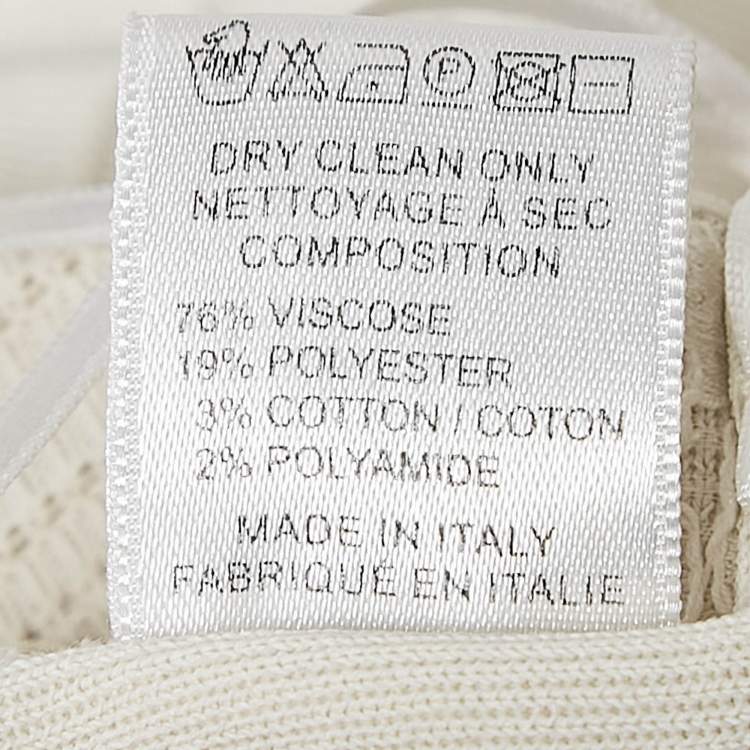 P
DRY CLEAN ONLY
NETTOYAGE À SEC
COMPOSITION
76% VISCOSE
19% POLYESTER
3% COTTON / COTON
2% POLYAMIDE
MADE IN ITALY
FABRIQUÉ EN ITALIE